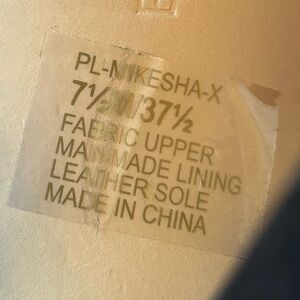 PL-MIKESHA-X
7½M/37½
FABRIC UPPER
MAN MADE LINING
LEATHER SOLE
MADE IN CHINA